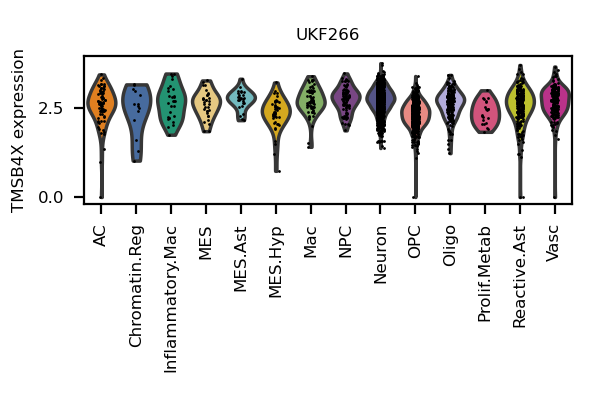 UKF266
TMSB4X expression
2.5
0.0
AC
Chromatin.Reg
Inflammatory.Mac
MES
MES.Ast
MES.Hyp
Mac
NPC
Neuron
OPC
Oligo
Prolif.Metab
Reactive.Ast
Vasc